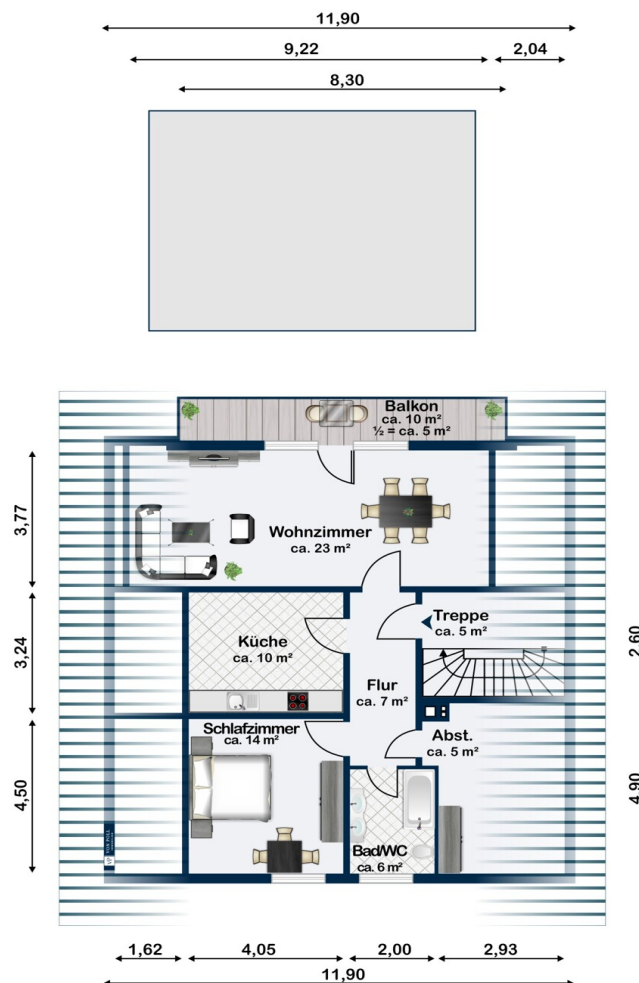 11,90
9,22
2,04
8,30
Balkon
ca. 10 m²
½ = ca. 5 m²
3,77
Wohnzimmer
ca. 23 m²
3,24
Küche
ca. 10 m²
Treppe
ca. 5 m²
2,60
Flur
ca. 7 m²
Schlafzimmer
ca. 14 m²
Abst.
ca. 5 m²
4,50
4,90
Bad/WC
ca. 6 m²
VP
1,62
4,05
2,00
2,93
11,90